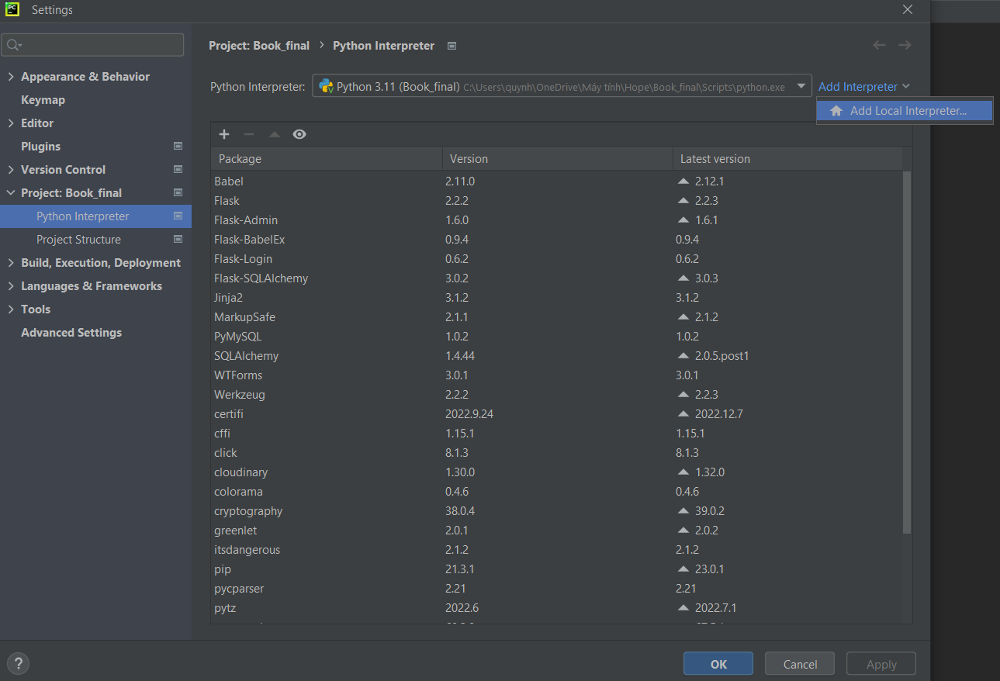 PC
Settings
Project: Book_final › Python Interpreter
Appearance & Behavior
Keymap
Editor
Plugins
Version Control
Project: Book_final
Python Interpreter
Project Structure
Build, Execution, Deployment
Languages & Frameworks
Tools
Advanced Settings
Python Interpreter: Python 3.11 (Book_final) C:\Users\quynh\OneDrive\Máy tính\Hope\Book_final\Scripts\python.exe Add Interpreter
Add Local Interpreter...
Package Version Latest version
Babel 2.11.0 2.12.1
Flask 2.2.2 2.2.3
Flask-Admin 1.6.0 1.6.1
Flask-BabelEx 0.9.4 0.9.4
Flask-Login 0.6.2 0.6.2
Flask-SQLAlchemy 3.0.2 3.0.3
Jinja2 3.1.2 3.1.2
MarkupSafe 2.1.1 2.1.2
PyMySQL 1.0.2 1.0.2
SQLAlchemy 1.4.44 2.0.5.post1
WTForms 3.0.1 3.0.1
Werkzeug 2.2.2 2.2.3
certifi 2022.9.24 2022.12.7
cffi 1.15.1 1.15.1
click 8.1.3 8.1.3
cloudinary 1.30.0 1.32.0
colorama 0.4.6 0.4.6
cryptography 38.0.4 39.0.2
greenlet 2.0.1 2.0.2
itsdangerous 2.1.2 2.1.2
pip 21.3.1 23.0.1
pycparser 2.21 2.21
pytz 2022.6 2022.7.1
?
OK Cancel Apply